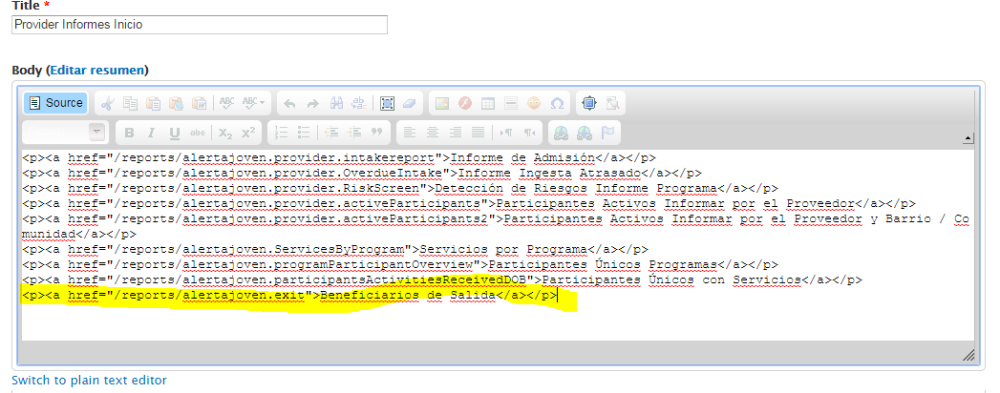 Title *
Provider Informes Inicio
Body (Editar resumen)
Source
B I U abc X₂ X²
<p><a href="/reports/alertajoven.provider.intakereport">Informe de Admisión</a></p>
<p><a href="/reports/alertajoven.provider.OverdueIntake">Informe Ingesta Atrasado</a></p>
<p><a href="/reports/alertajoven.provider.RiskScreen">Detección de Riesgos Informe Programa</a></p>
<p><a href="/reports/alertajoven.provider.activeParticipants">Participantes Activos Informar por el Proveedor</a></p>
<p><a href="/reports/alertajoven.provider.activeParticipants2">Participantes Activos Informar por el Proveedor y Barrio / Co
munidad</a></p>
<p><a href="/reports/alertajoven.ServicesByProgram">Servicios por Programa</a></p>
<p><a href="/reports/alertajoven.programParticipantOverview">Participantes Únicos Programas</a></p>
<p><a href="/reports/alertajoven.participantsActivitiesReceivedDOB">Participantes Únicos con Servicios</a></p>
<p><a href="/reports/alertajoven.exit">Beneficiarios de Salida</a></p>
Switch to plain text editor